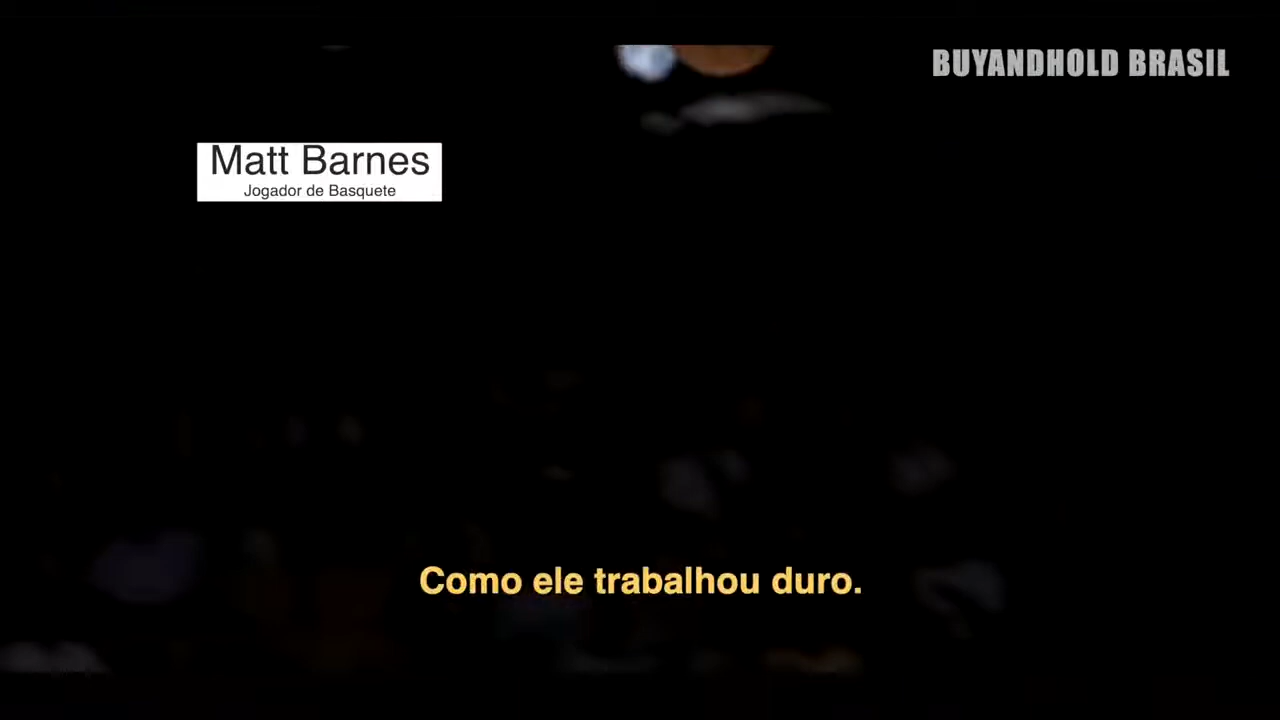 BUYANDHOLD BRASIL
Matt Barnes
Jogador de Basquete
Como ele trabalhou duro.